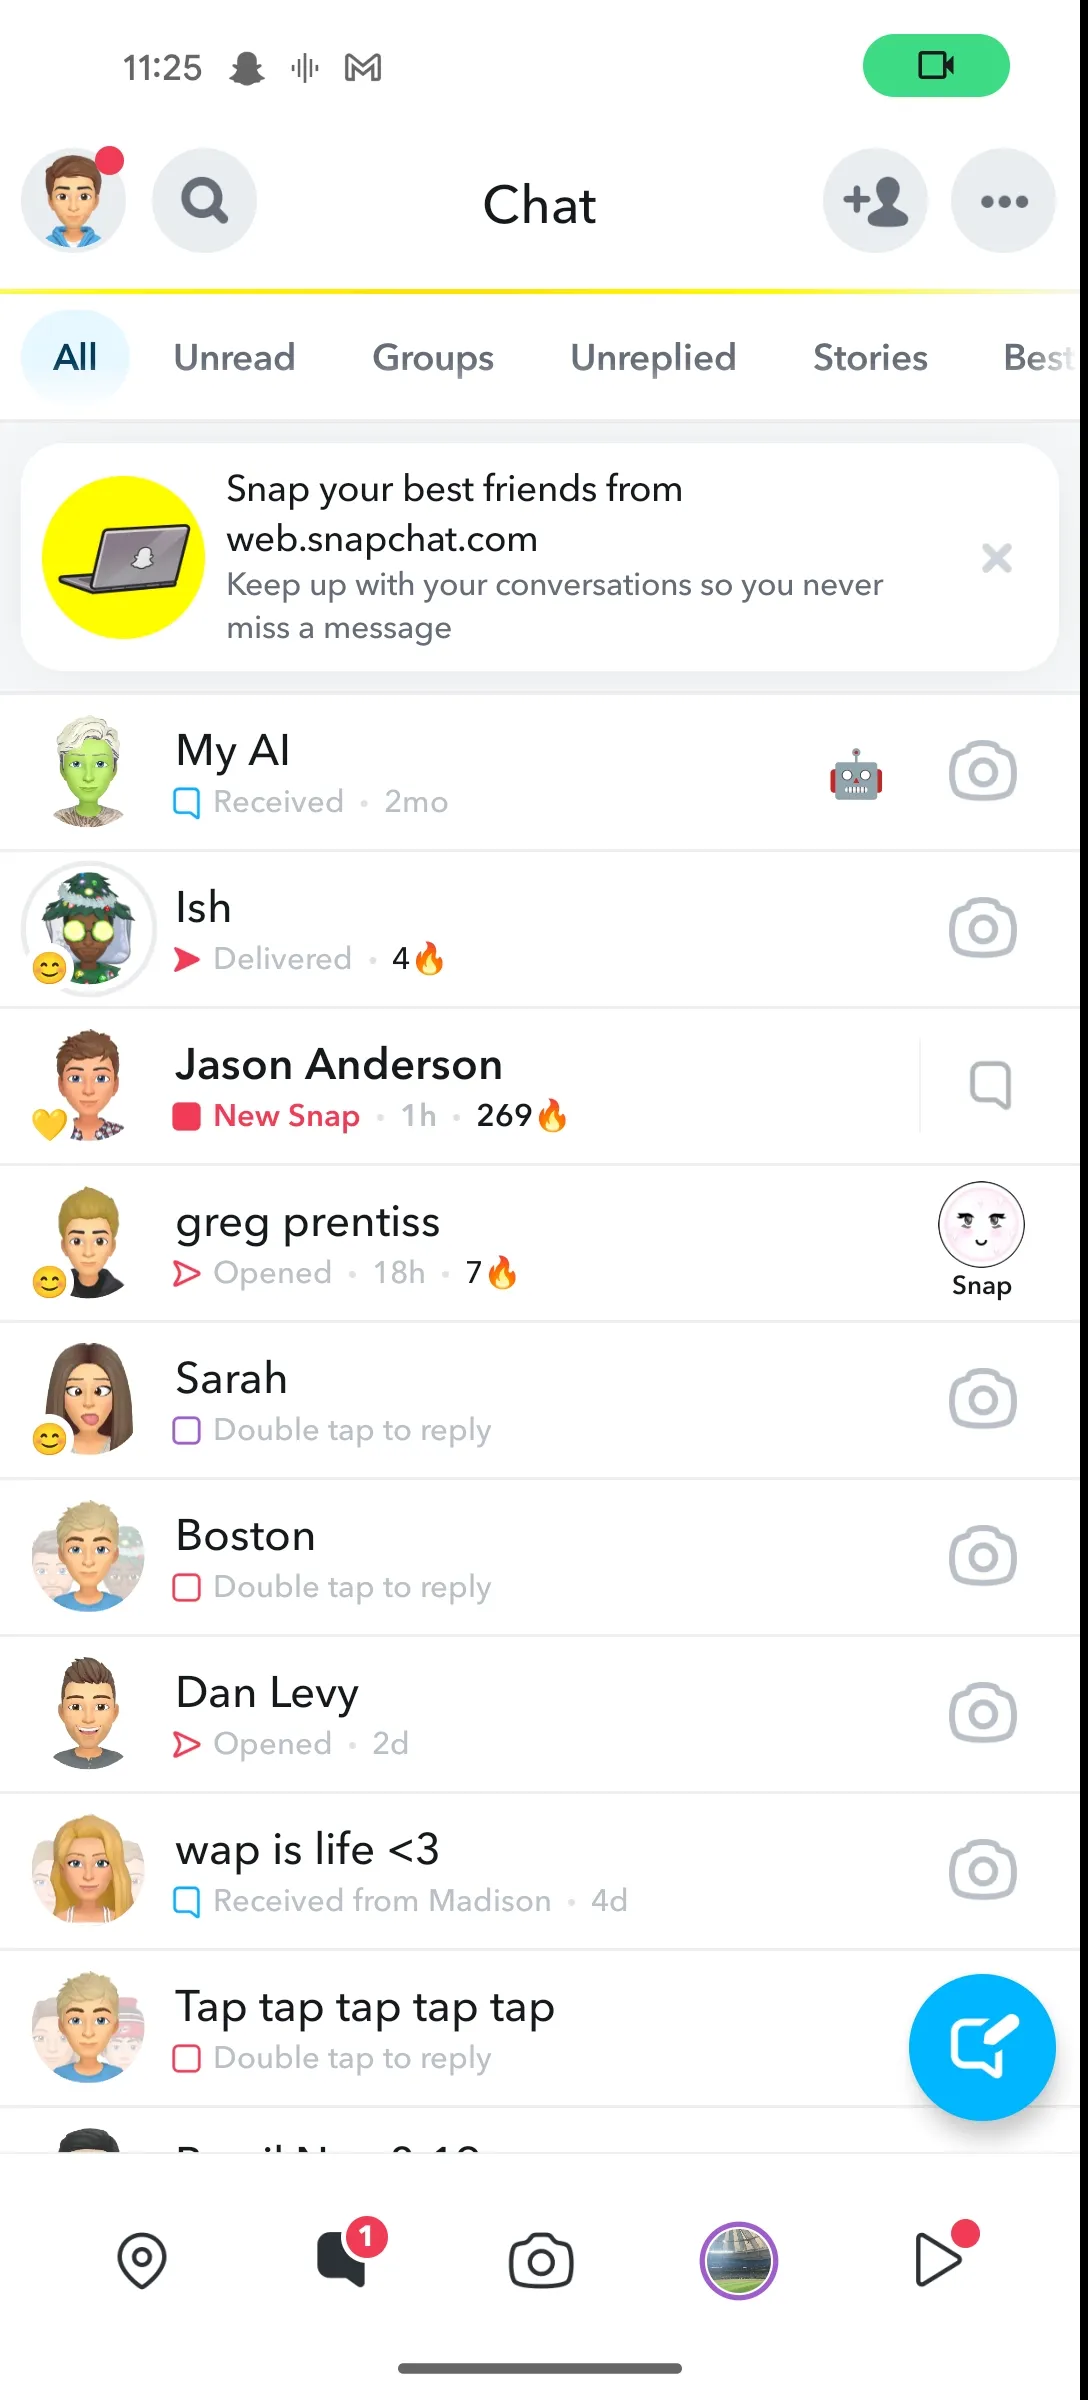 11:25
Chat
All Unread Groups Unreplied Stories Best
Snap your best friends from
web.snapchat.com
Keep up with your conversations so you never
miss a message
My AI
Received • 2mo
Ish
Delivered • 4🔥
Jason Anderson
New Snap • 1h • 269🔥
greg prentiss
Opened • 18h • 7🔥
Snap
Sarah
Double tap to reply
Boston
Double tap to reply
Dan Levy
Opened • 2d
wap is life <3
Received from Madison • 4d
Tap tap tap tap tap
Double tap to reply
1